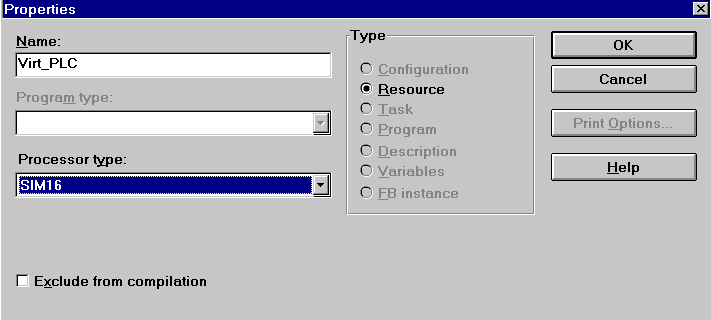 Properties
Name:
Virt_PLC
Program type:
Processor type:
SIM16
Exclude from compilation
Type
Configuration
Resource
Task
Program
Description
Variables
FB instance
OK
Cancel
Print Options...
Help